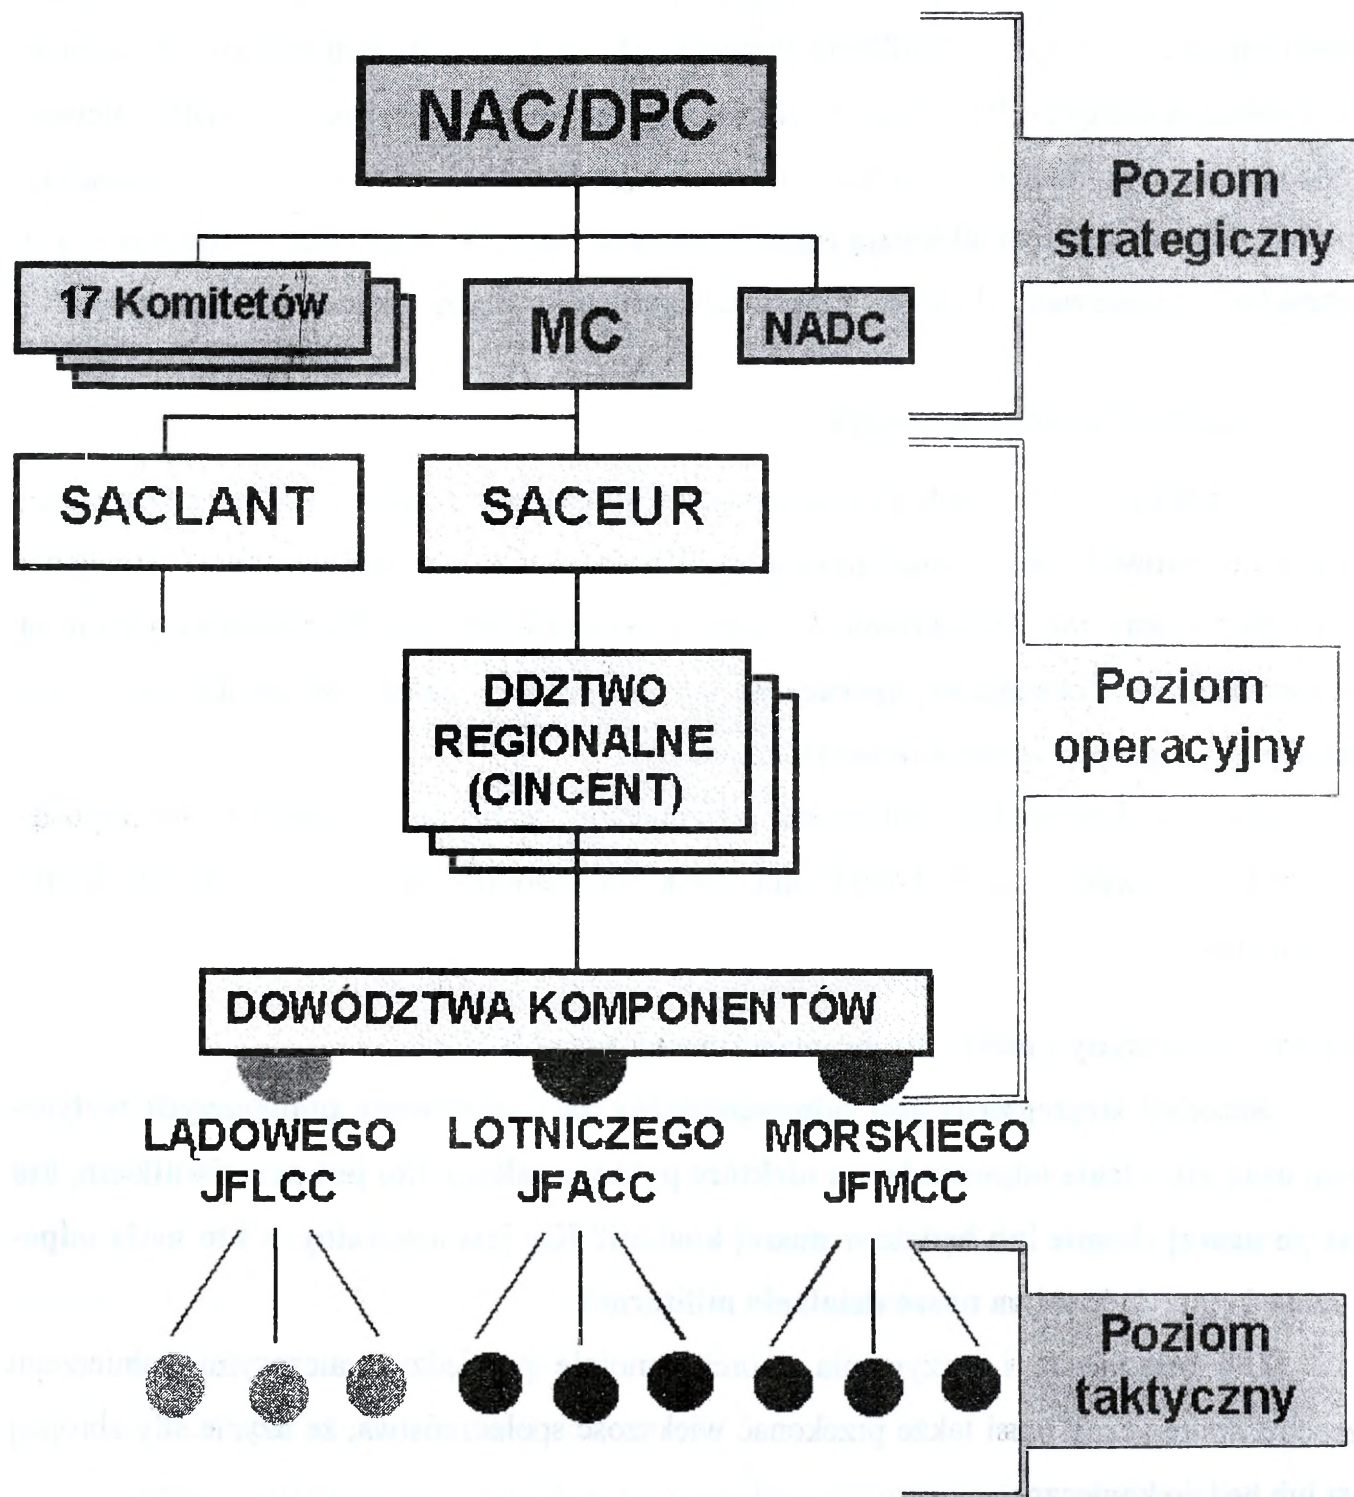 NAC/DPC
Poziom
strategiczny
17 Komitetów
MC
NADC
SACLANT
SACEUR
DDZTWO
REGIONALNE
(CINCENT)
Poziom
operacyjny
DOWÓDZTWA KOMPONENTÓW
LĄDOWEGO
JFLCC
LOTNICZEGO
JFACC
MORSKIEGO
JFMCC
Poziom
taktyczny